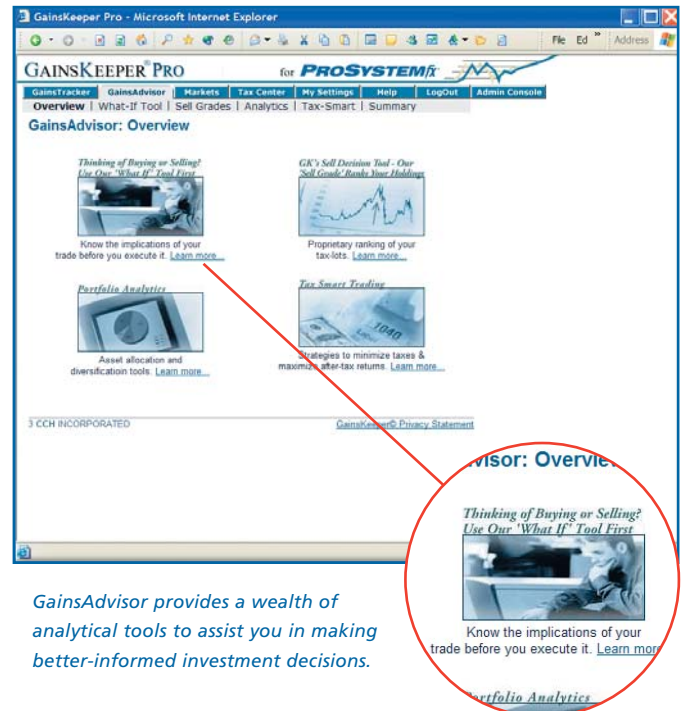 GainsKeeper Pro - Microsoft Internet Explorer
File Ed " Address
GAINSKEEPER® PRO for PROSYSTEM fx
GainsTracker GainsAdvisor Markets Tax Center My Settings Help LogOut Admin Console
Overview | What-If Tool | Sell Grades | Analytics | Tax-Smart | Summary
GainsAdvisor: Overview
Thinking of Buying or Selling?
Use Our 'What If' Tool First
Know the implications of your
trade before you execute it. Learn more...
GK's Sell Decision Tool - Our
'Sell Grade' Ranks Your Holdings
Proprietary ranking of your
tax-lots. Learn more...
Portfolio Analytics
Asset allocation and
diversification tools. Learn more...
Tax Smart Trading
1040
Strategies to minimize taxes &
maximize after-tax returns. Learn more...
3 CCH INCORPORATED GainsKeeper© Privacy Statement
visor: Overvie
Thinking of Buying or Selling?
Use Our 'What If' Tool First
Know the implications of your
trade before you execute it. Learn more
Portfolio Analytics
GainsAdvisor provides a wealth of
analytical tools to assist you in making
better-informed investment decisions.